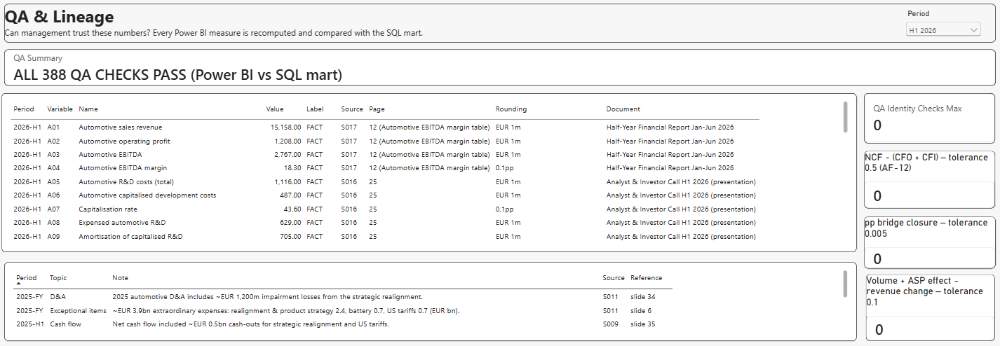 QA & Lineage
Can management trust these numbers? Every Power BI measure is recomputed and compared with the SQL mart.
Period
H1 2026
QA Summary
ALL 388 QA CHECKS PASS (Power BI vs SQL mart)
Period Variable Name Value Label Source Page Rounding Document
2026-H1 A01 Automotive sales revenue 15,158.00 FACT S017 12 (Automotive EBITDA margin table) EUR 1m Half-Year Financial Report Jan-Jun 2026
2026-H1 A02 Automotive operating profit 1,208.00 FACT S017 12 (Automotive EBITDA margin table) EUR 1m Half-Year Financial Report Jan-Jun 2026
2026-H1 A03 Automotive EBITDA 2,767.00 FACT S017 12 (Automotive EBITDA margin table) EUR 1m Half-Year Financial Report Jan-Jun 2026
2026-H1 A04 Automotive EBITDA margin 18.30 FACT S017 12 (Automotive EBITDA margin table) 0.1pp Half-Year Financial Report Jan-Jun 2026
2026-H1 A05 Automotive R&D costs (total) 1,116.00 FACT S016 25 EUR 1m Analyst & Investor Call H1 2026 (presentation)
2026-H1 A06 Automotive capitalised development costs 487.00 FACT S016 25 EUR 1m Analyst & Investor Call H1 2026 (presentation)
2026-H1 A07 Capitalisation rate 43.60 FACT S016 25 0.1pp Analyst & Investor Call H1 2026 (presentation)
2026-H1 A08 Expensed automotive R&D 629.00 FACT S016 25 EUR 1m Analyst & Investor Call H1 2026 (presentation)
2026-H1 A09 Amortisation of capitalised R&D 705.00 FACT S016 25 EUR 1m Analyst & Investor Call H1 2026 (presentation)
QA Identity Checks Max
0
NCF - (CFO + CFI) – tolerance
0.5 (AF-12)
0
pp bridge closure – tolerance
0.005
0
Volume + ASP effect -
revenue change – tolerance
0.1
0
Period Topic Note Source Reference
2025-FY D&A 2025 automotive D&A includes ~EUR 1,200m impairment losses from the strategic realignment. S011 slide 34
2025-FY Exceptional items ~EUR 3.9bn extraordinary expenses: realignment & product strategy 2.4, battery 0.7, US tariffs 0.7 (EUR bn). S011 slide 6
2025-H1 Cash flow Net cash flow included ~EUR 0.5bn cash-outs for strategic realignment and US tariffs. S009 slide 35